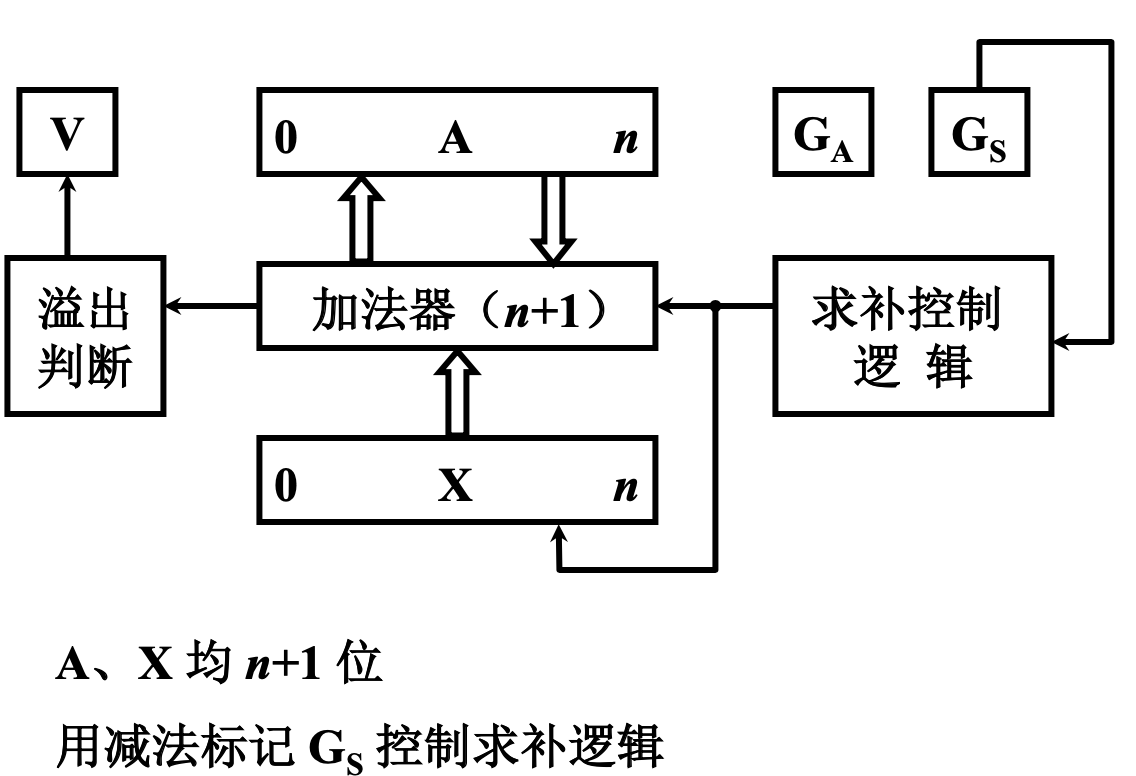 V
0 A n
G_A
G_S
溢出
判断
加法器（n+1）
求补控制
逻 辑
0 X n
A、X 均 n+1 位
用减法标记 G_S 控制求补逻辑